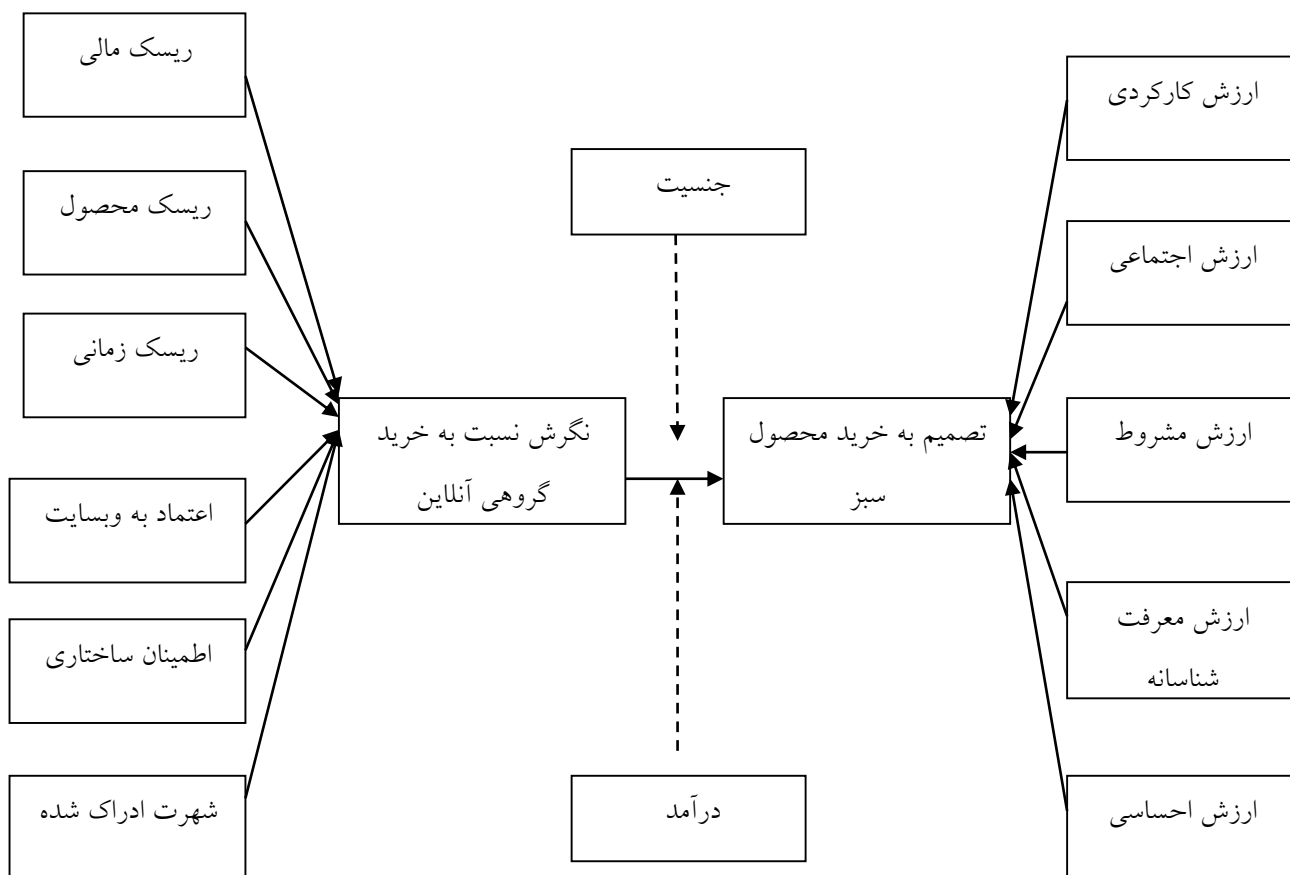 ریسک مالی
ارزش کارکردی
جنسیت
ریسک محصول
ارزش اجتماعی
ریسک زمانی
نگرش نسبت به خرید
گروهی آنلاین
تصمیم به خرید محصول
سبز
ارزش مشروط
اعتماد به وبسایت
ارزش معرفت
شناسانه
اطمینان ساختاری
درآمد
شهرت ادراک شده
ارزش احساسی